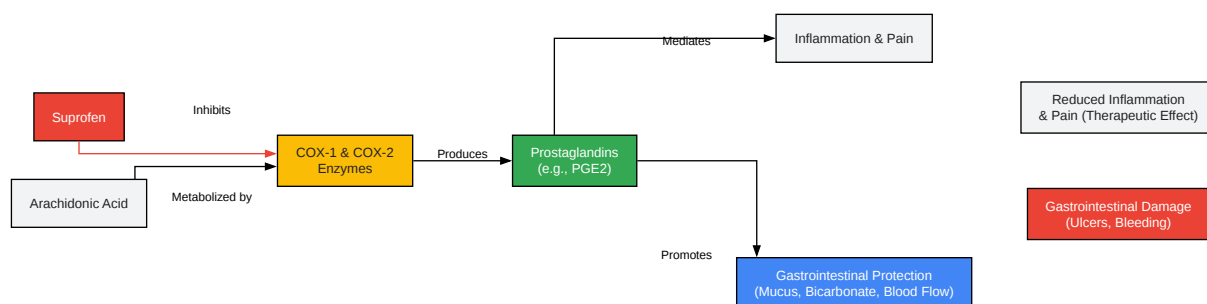 Inflammation & Pain
Mediates
Reduced Inflammation
& Pain (Therapeutic Effect)
Suprofen
Inhibits
COX-1 & COX-2
Enzymes
Produces
Prostaglandins
(e.g., PGE2)
Metabolized by
Arachidonic Acid
Gastrointestinal Damage
(Ulcers, Bleeding)
Promotes
Gastrointestinal Protection
(Mucus, Bicarbonate, Blood Flow)